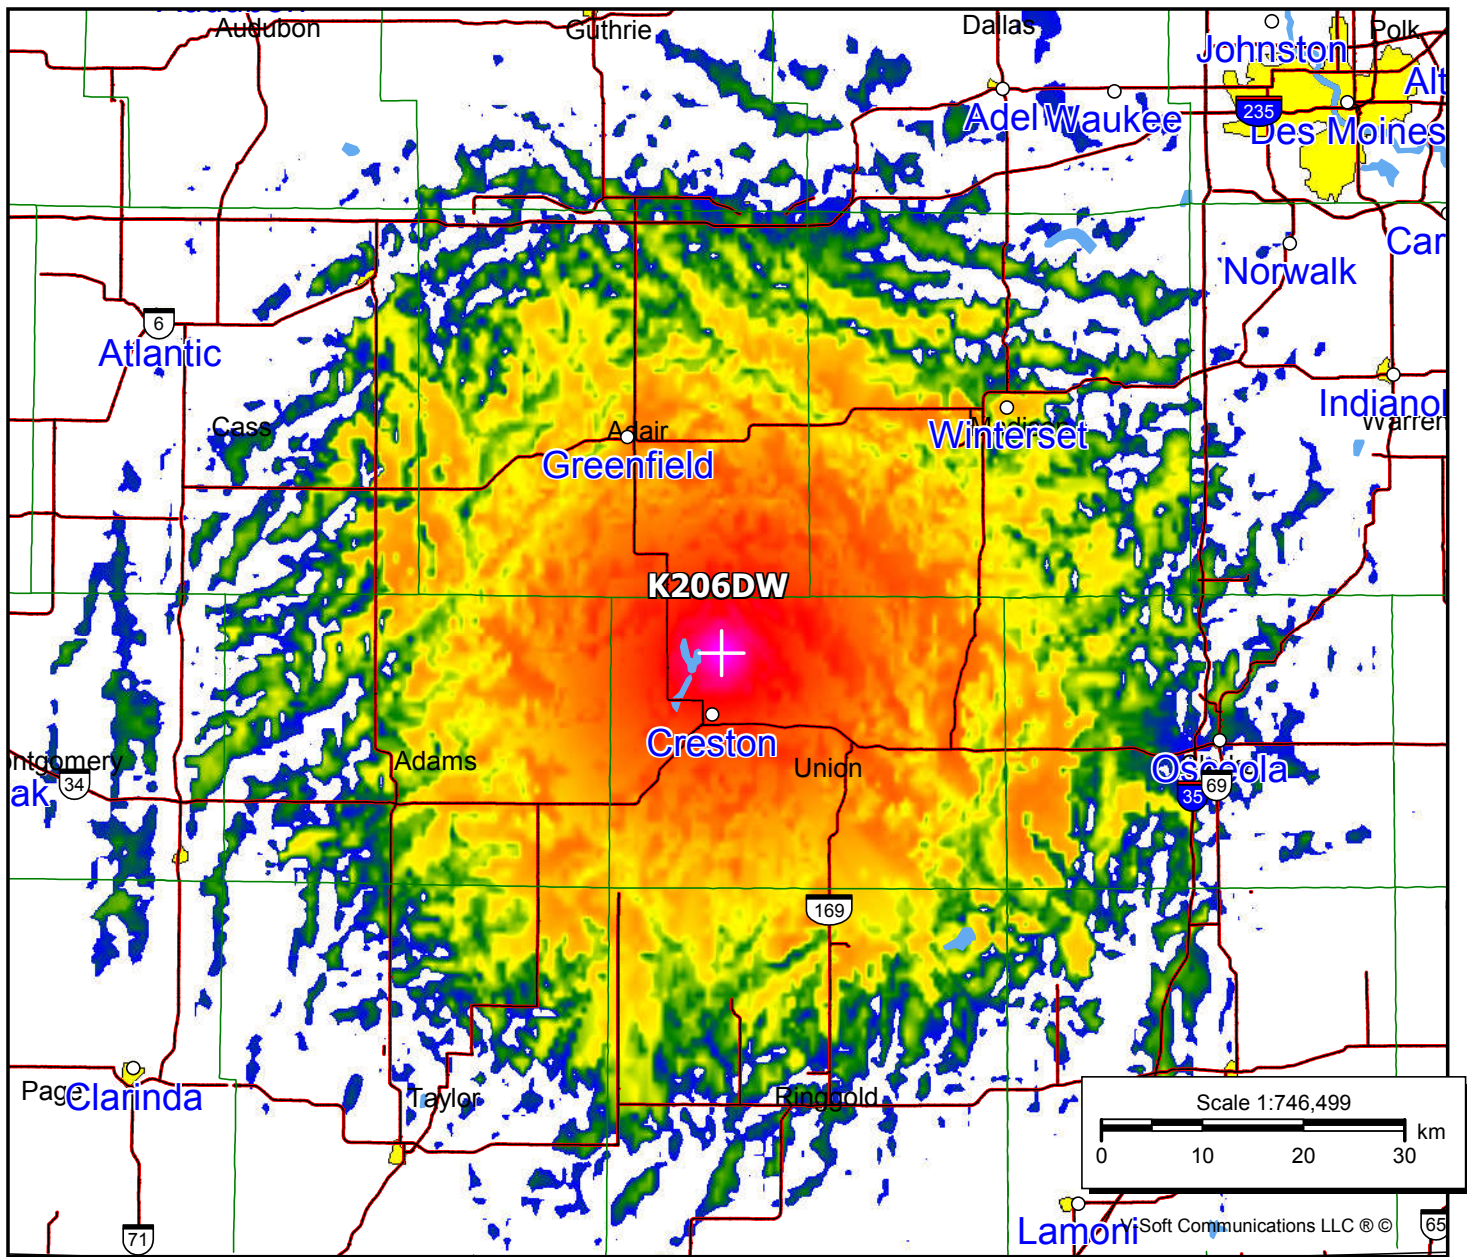 Audubon
Guthrie
Dallas
Polk
Johnston
Alt
235
Adel
Waukee
Des Moines
Car
Norwalk
6
Atlantic
Indianol
Warren
Cass
Adair
Greenfield
Winterset
K206DW
Creston
ntgomery
Adams
Union
Osceola
ak
34
35
69
169
Page
Clarinda
Taylor
Ringgold
Scale 1:746,499
km
0 10 20 30
Lamoni
V-Soft Communications LLC ® ©
71
65